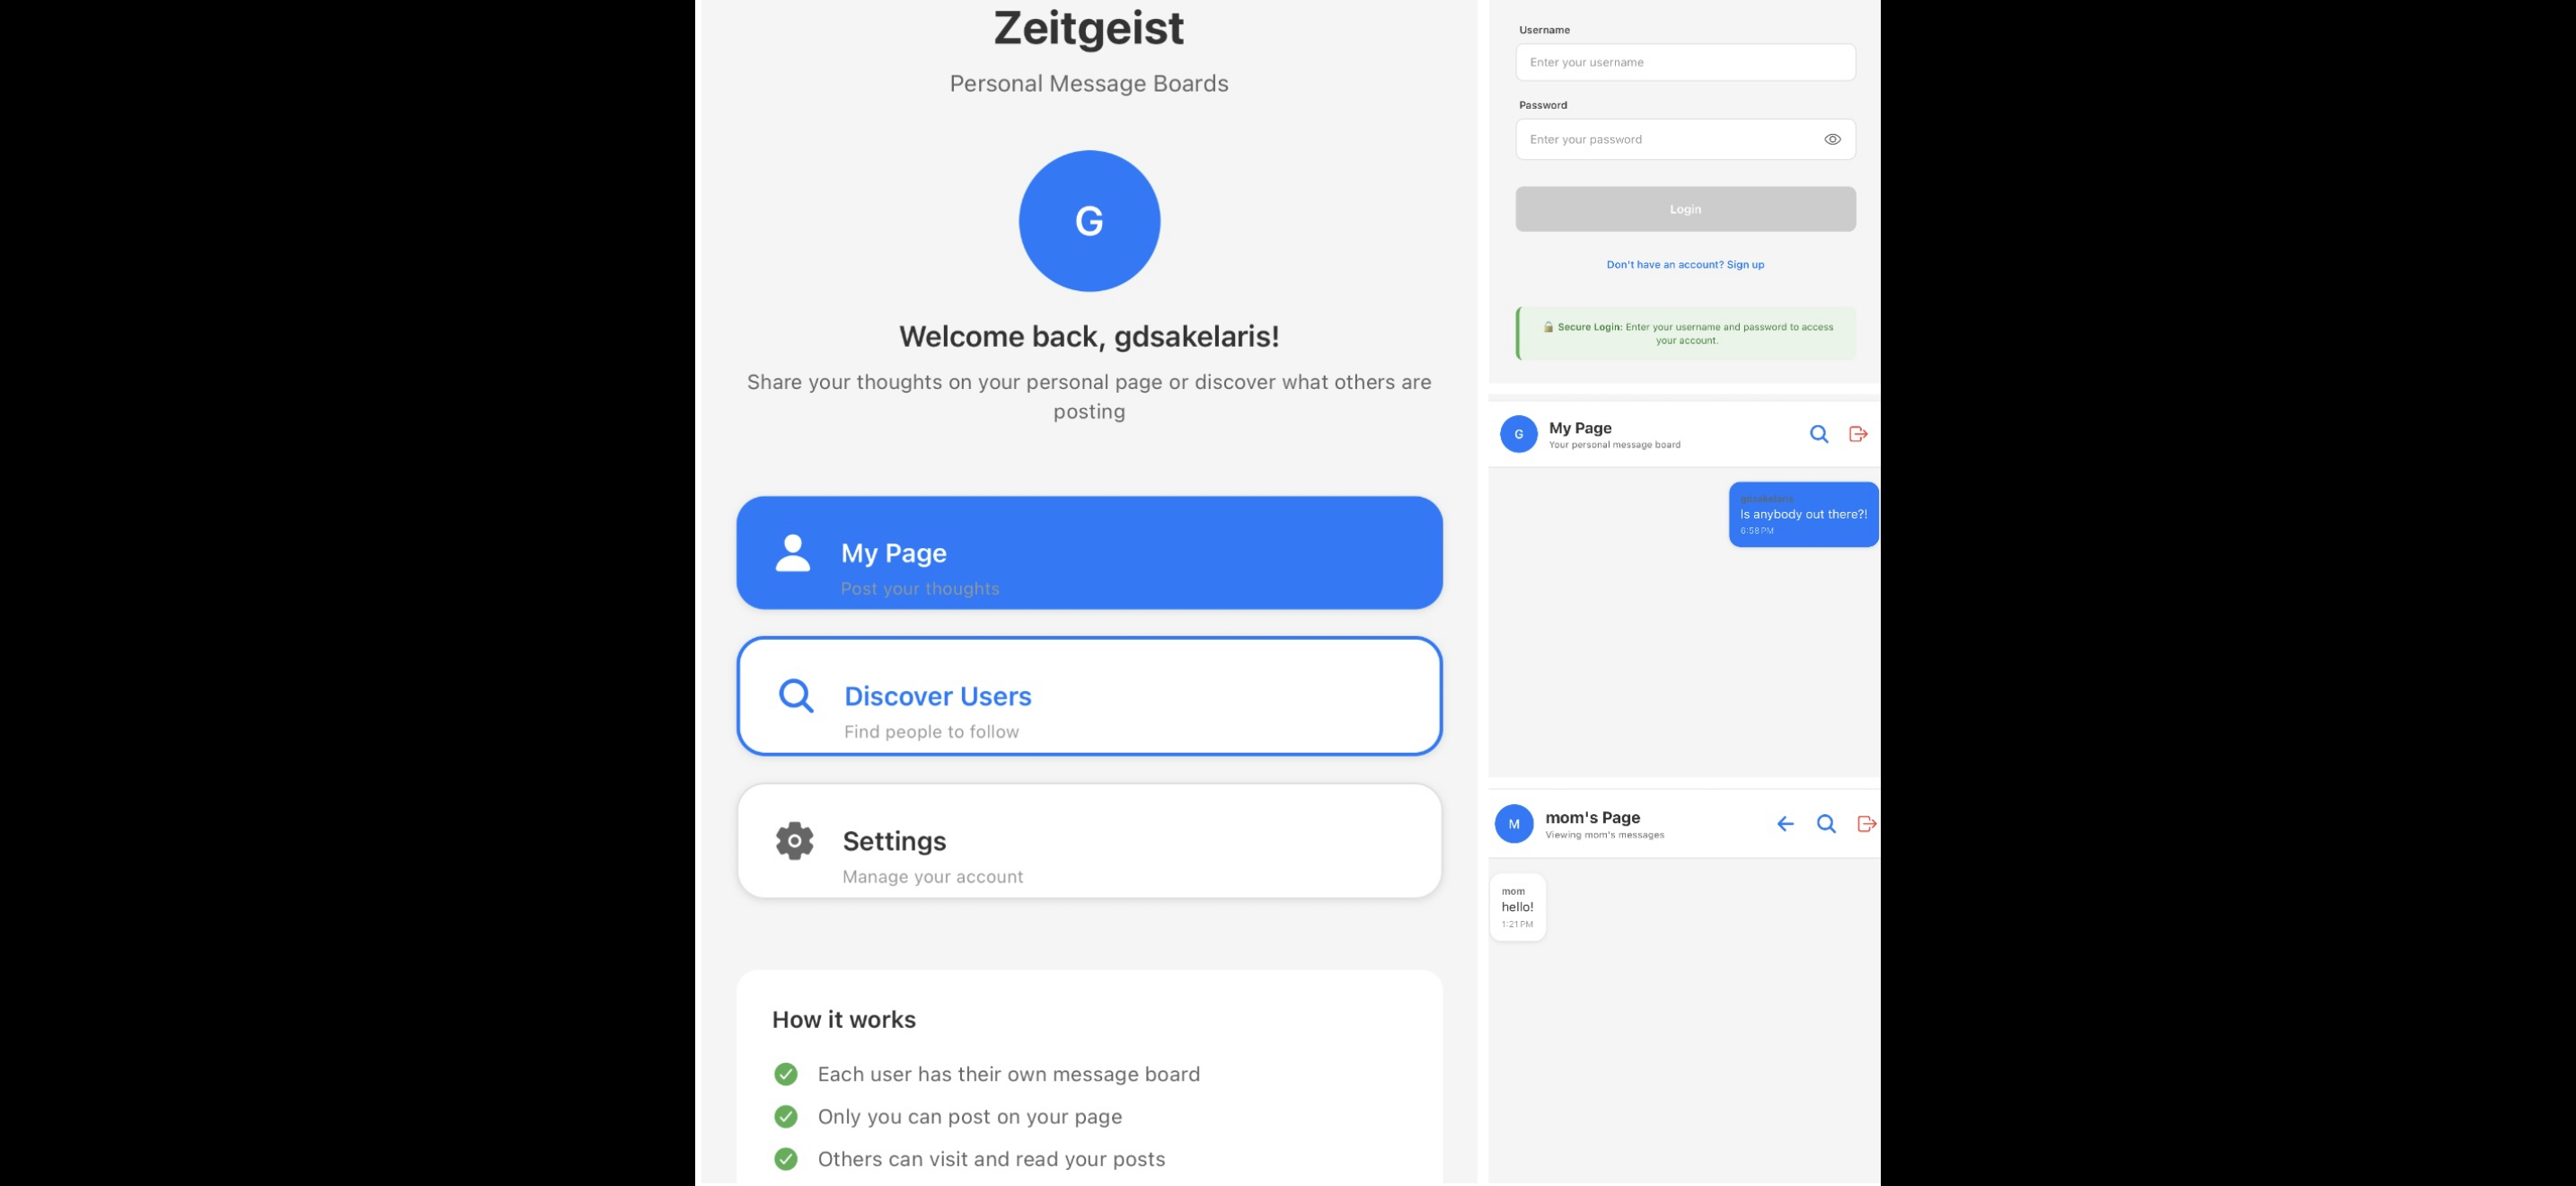 Zeitgeist
Personal Message Boards
G
Welcome back, gdsakelaris!
Share your thoughts on your personal page or discover what others are
posting
My Page
Post your thoughts
Discover Users
Find people to follow
Settings
Manage your account
How it works
Each user has their own message board
Only you can post on your page
Others can visit and read your posts
Username
Enter your username
Password
Enter your password
Login
Don't have an account? Sign up
🔒 Secure Login: Enter your username and password to access
your account.
G
My Page
Your personal message board
gdsakelaris
Is anybody out there?!
6:58 PM
M
mom's Page
Viewing mom's messages
mom
hello!
1:21 PM